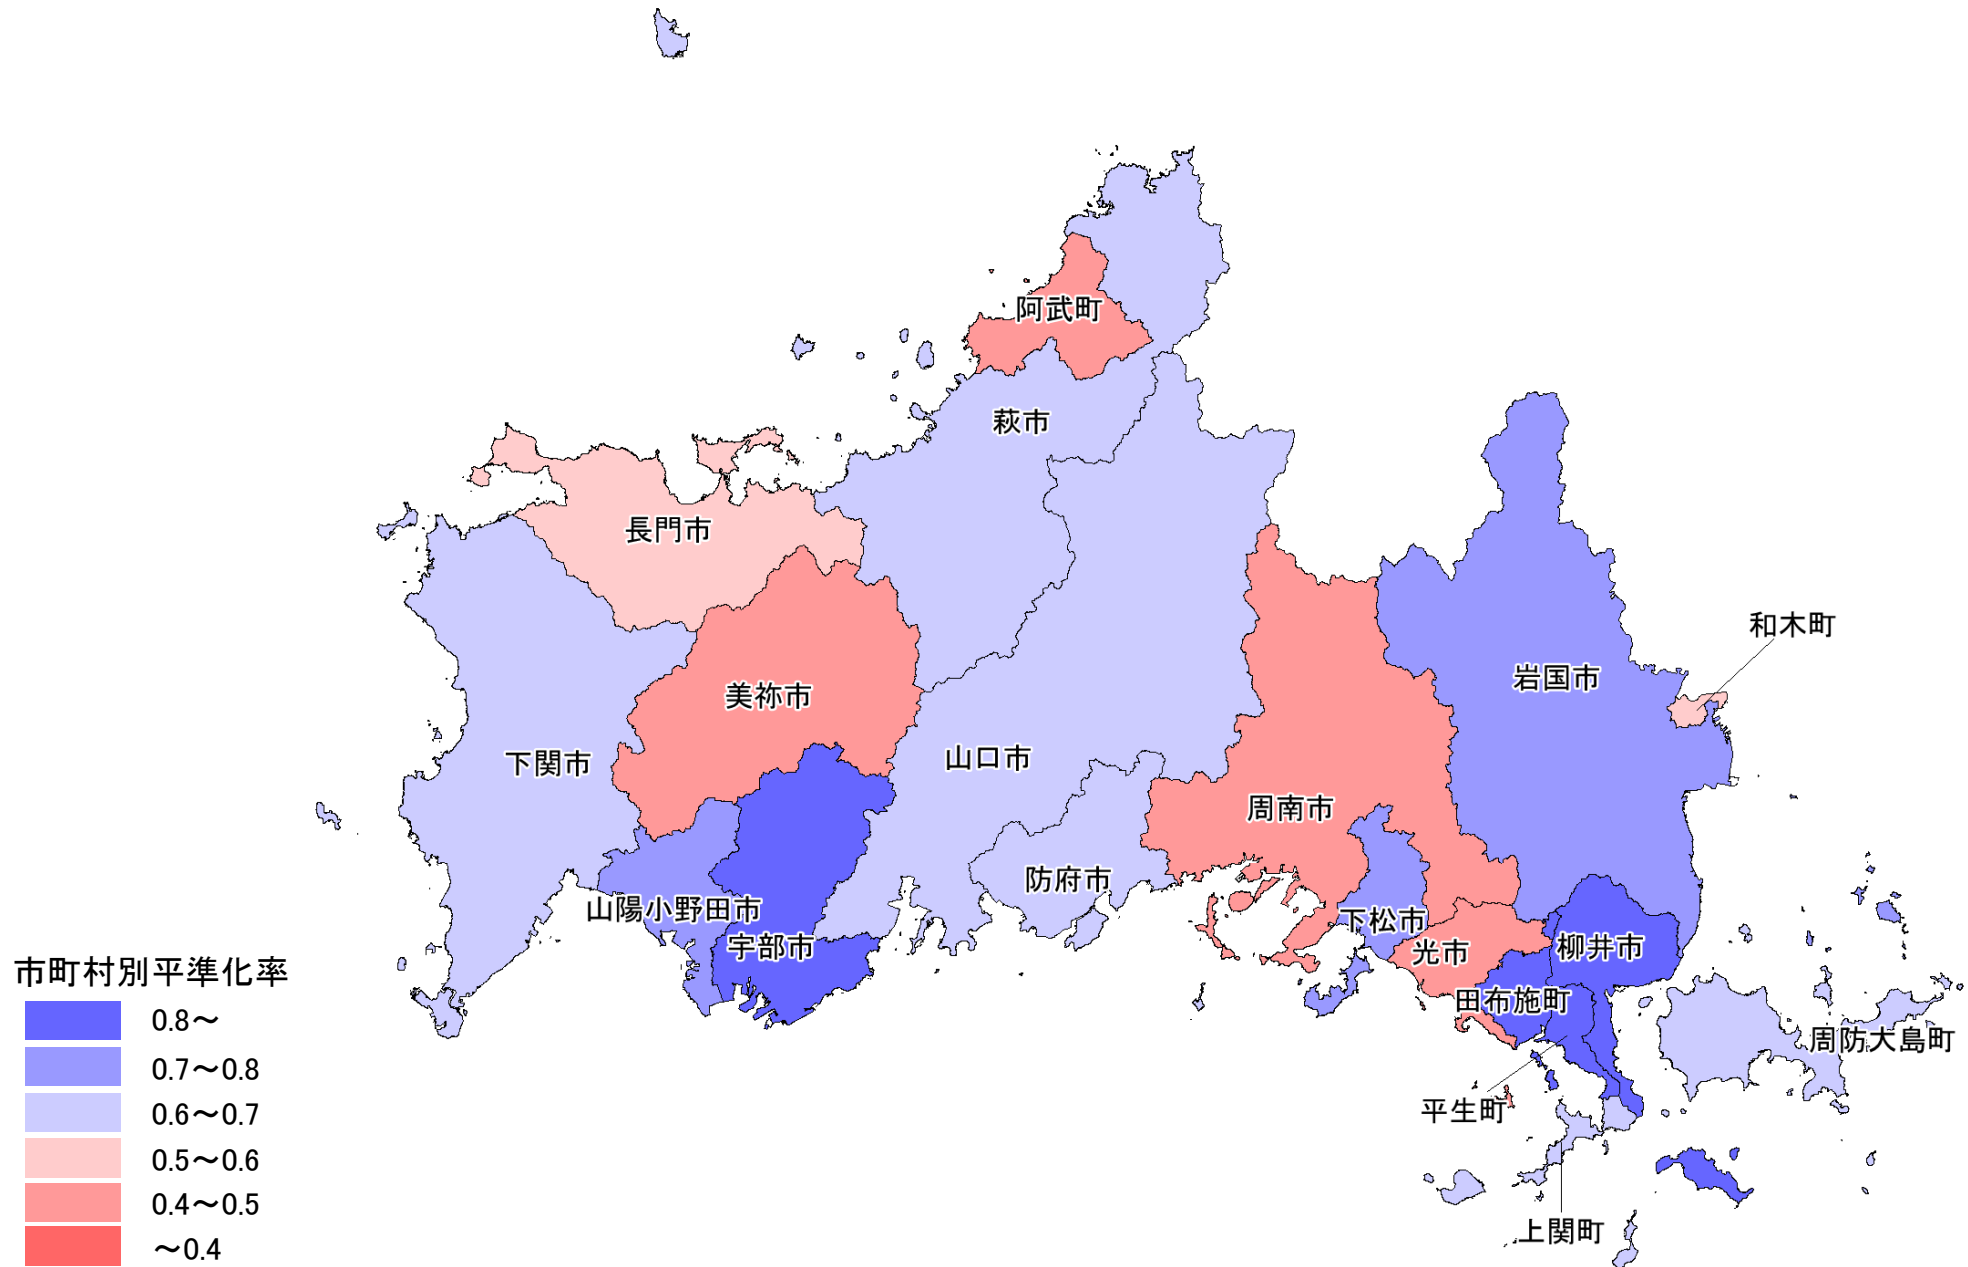 阿武町
萩市
長門市
和木町
岩国市
美祢市
下関市
山口市
周南市
防府市
山陽小野田市
下松市
宇部市
光市
柳井市
田布施町
周防大島町
平生町
上関町
市町村別平準化率
0.8～
0.7～0.8
0.6～0.7
0.5～0.6
0.4～0.5
～0.4